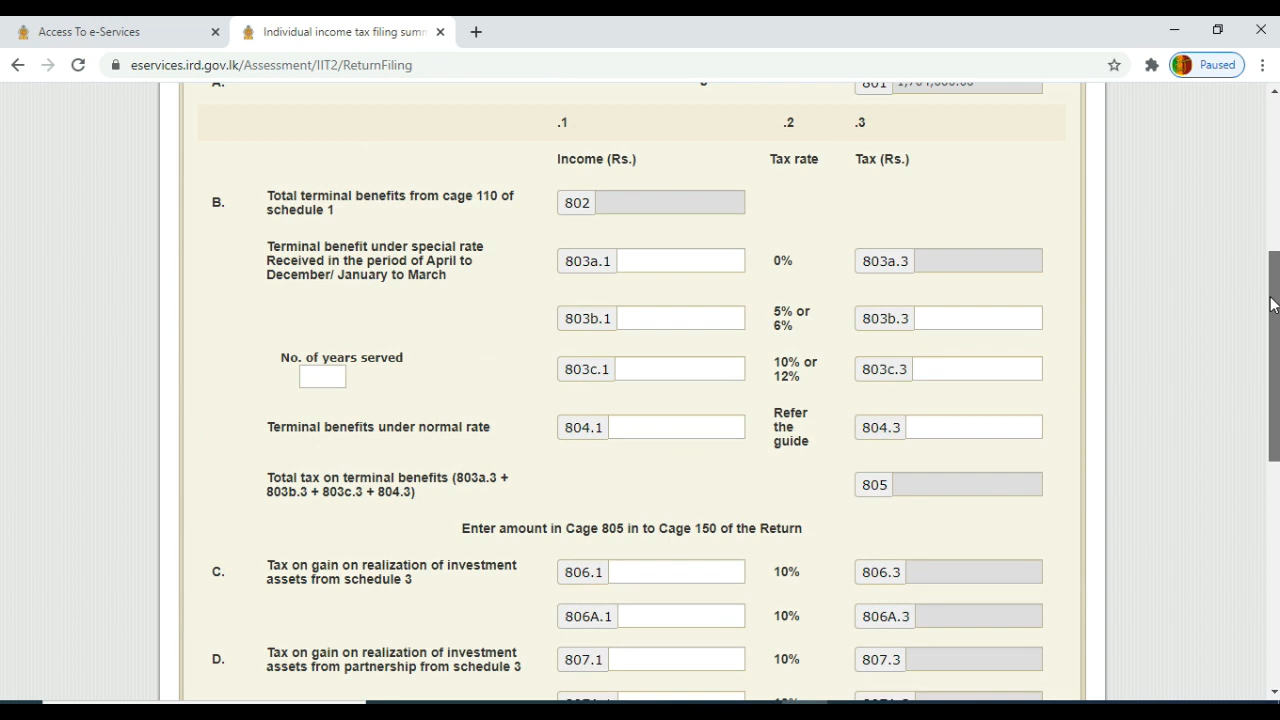 Access To e-Services
Individual income tax filing sum
eservices.ird.gov.lk/Assessment/IIT2/ReturnFiling
Paused
A.
801
.1 .2 .3
Income (Rs.) Tax rate Tax (Rs.)
B. Total terminal benefits from cage 110 of
schedule 1
802
Terminal benefit under special rate
Received in the period of April to
December/ January to March
803a.1 0% 803a.3
803b.1 5% or
6%
803b.3
No. of years served
803c.1 10% or
12%
803c.3
Terminal benefits under normal rate
804.1 Refer
the
guide
804.3
Total tax on terminal benefits (803a.3 +
803b.3 + 803c.3 + 804.3)
805
Enter amount in Cage 805 in to Cage 150 of the Return
C. Tax on gain on realization of investment
assets from schedule 3
806.1 10% 806.3
806A.1 10% 806A.3
D. Tax on gain on realization of investment
assets from partnership from schedule 3
807.1 10% 807.3